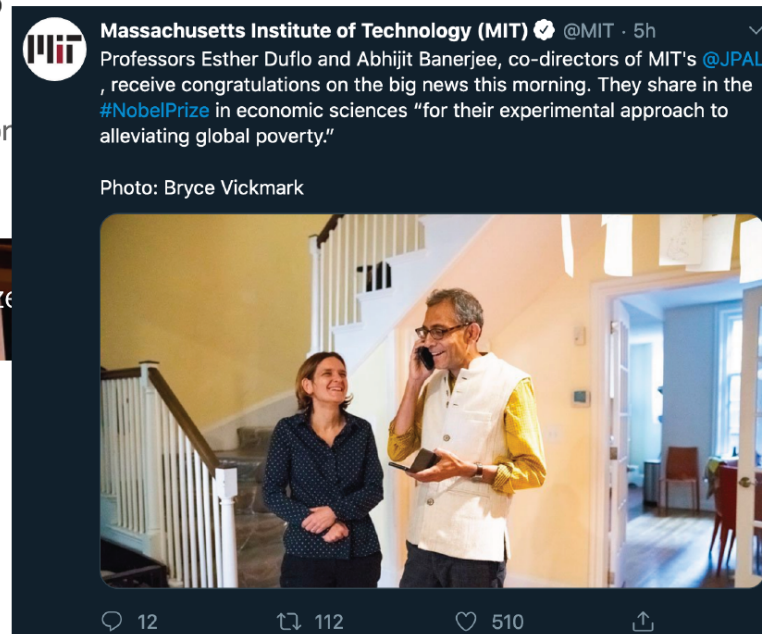 MIT
Massachusetts Institute of Technology (MIT) @MIT · 5h
Professors Esther Duflo and Abhijit Banerjee, co-directors of MIT's @JPAL
, receive congratulations on the big news this morning. They share in the
#NobelPrize in economic sciences “for their experimental approach to
alleviating global poverty.”
Photo: Bryce Vickmark
12 112 510